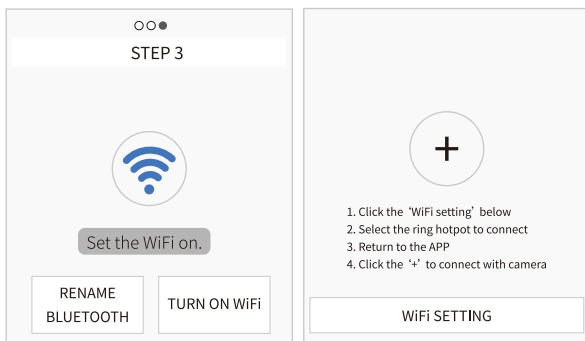 STEP 3
Set the WiFi on.
RENAME
BLUETOOTH
TURN ON WiFi
+
1. Click the ‘WiFi setting’ below
2. Select the ring hotpot to connect
3. Return to the APP
4. Click the ‘+’ to connect with camera
WiFi SETTING